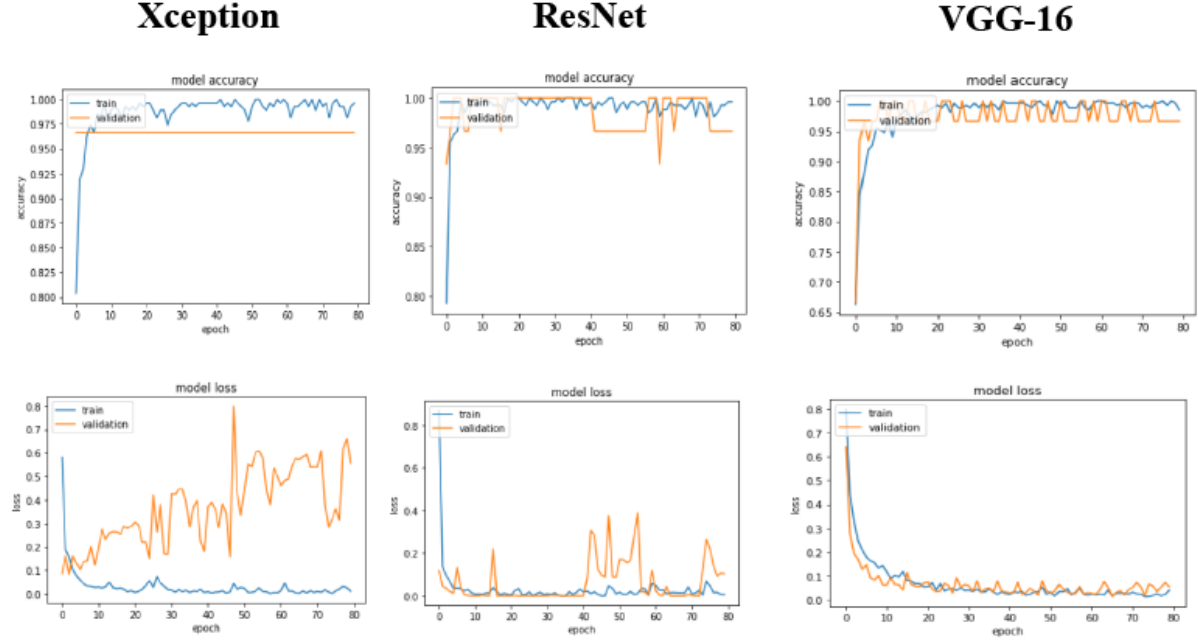 Xception
ResNet
VGG-16
model accuracy
1.000
0.975
0.950
0.925
0.900
0.875
0.850
0.825
0.800
accuracy
train
validation
0 10 20 30 40 50 60 70 80
epoch
model accuracy
1.00
0.95
0.90
0.85
0.80
accuracy
train
validation
0 10 20 30 40 50 60 70 80
epoch
model accuracy
1.00
0.95
0.90
0.85
0.80
0.75
0.70
0.65
accuracy
train
validation
0 10 20 30 40 50 60 70 80
epoch
model loss
0.8
0.7
0.6
0.5
0.4
0.3
0.2
0.1
0.0
loss
train
validation
0 10 20 30 40 50 60 70 80
epoch
model loss
0.8
0.6
0.4
0.2
0.0
loss
train
validation
0 10 20 30 40 50 60 70 80
epoch
model loss
0.8
0.7
0.6
0.5
0.4
0.3
0.2
0.1
0.0
loss
train
validation
0 10 20 30 40 50 60 70 80
epoch